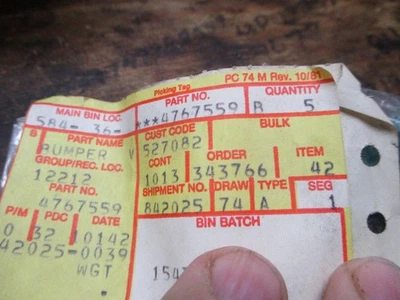 PC 74 M Rev. 10/81
Picking Tag
MAIN BIN LOC. PART NO. QUANTITY
584- 36- ***4767559 B 5
8 PART NAME CUST CODE BULK
BUMPER V 527082
GROUP/REC. LOC. CONT ORDER ITEM
12212 1013 343766 42
PART NO. SHIPMENT NO. DRAW TYPE SEG
4767559 842025 74 A 1
P/M PDC DATE BIN BATCH
0 32 10142
42025-0039
WGT